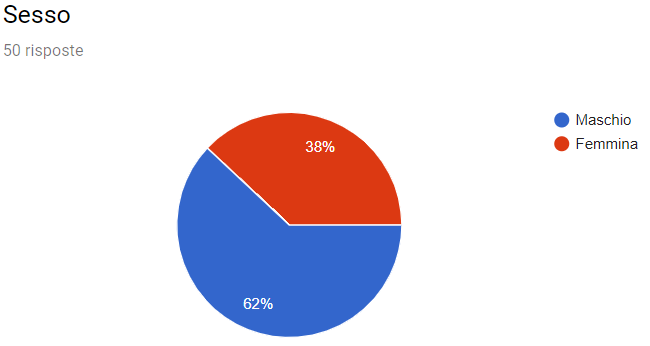 Sesso
50 risposte
Maschio
Femmina
38%
62%